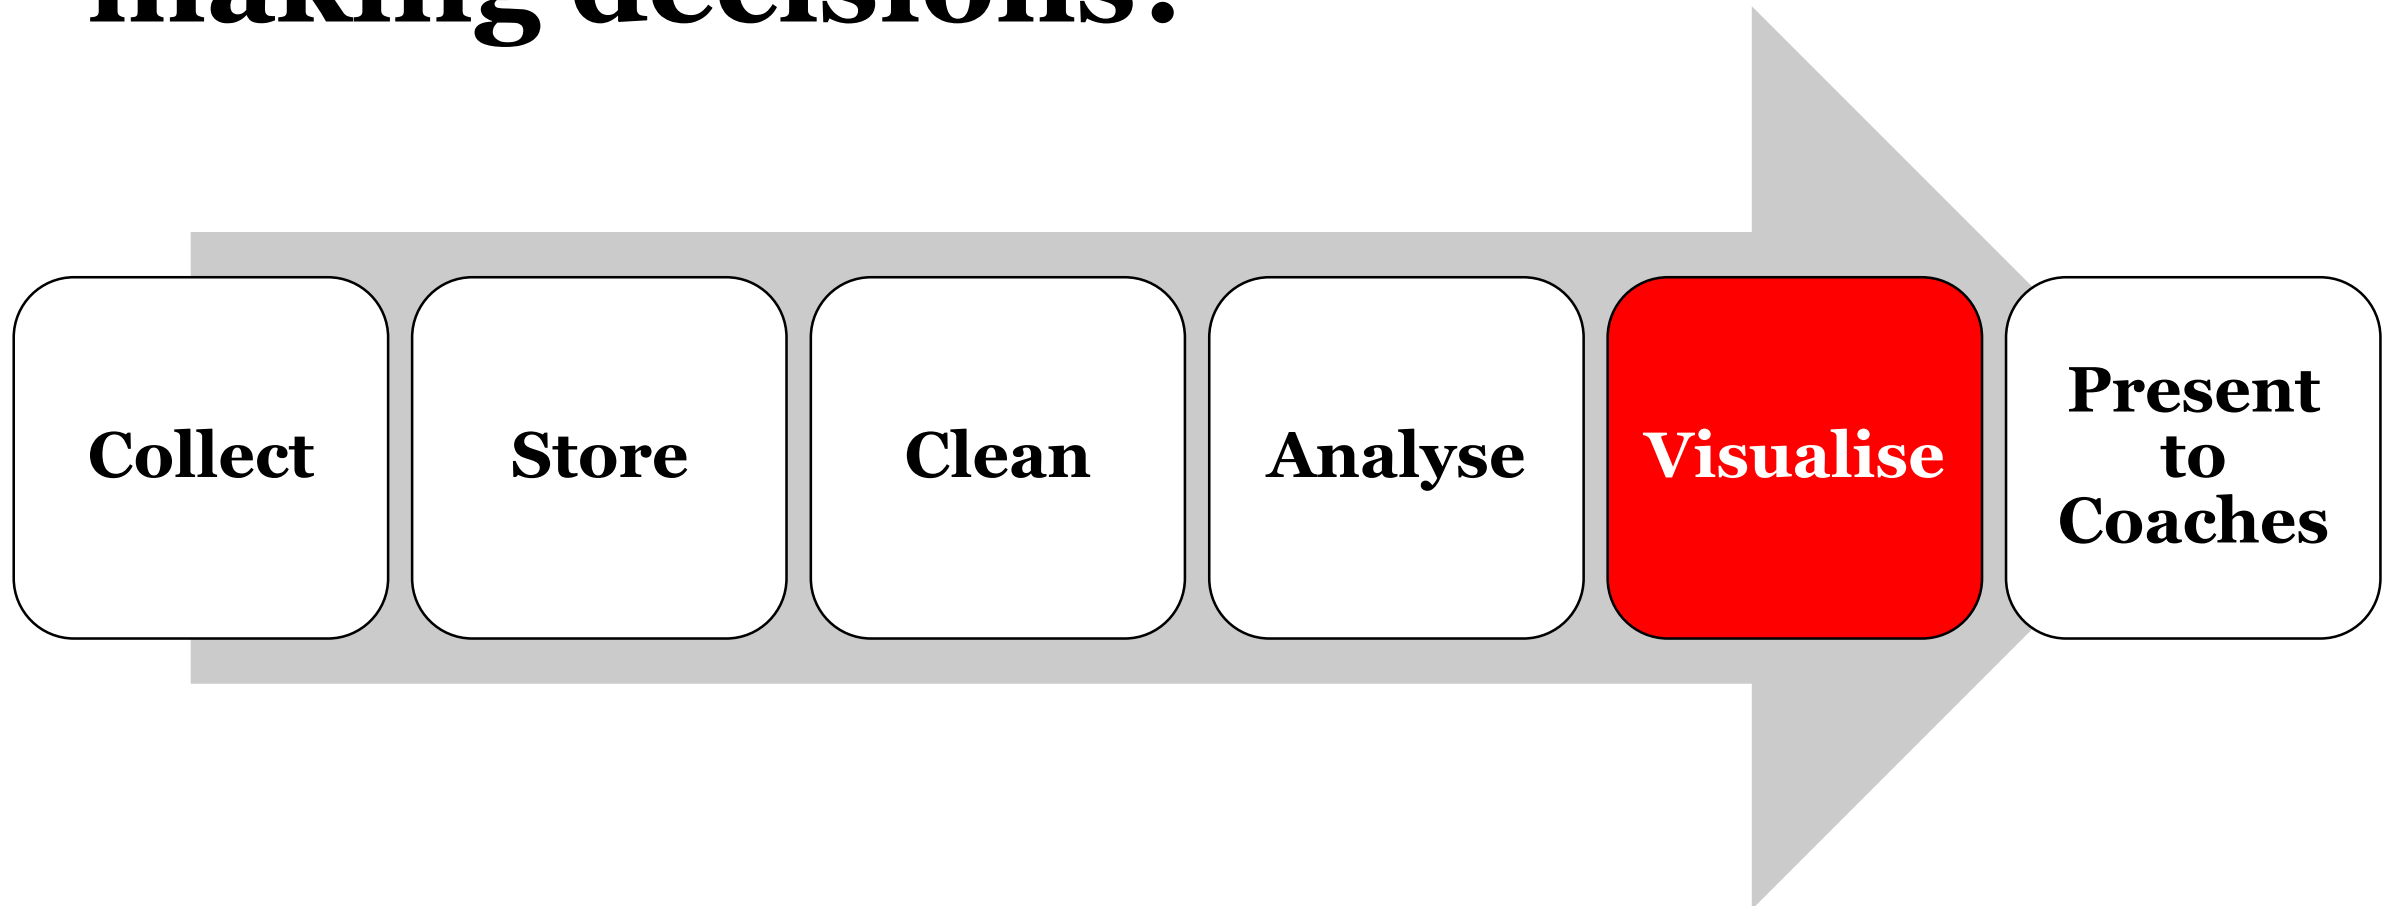 making decisions?
Collect
Store
Clean
Analyse
Visualise
Present
to
Coaches